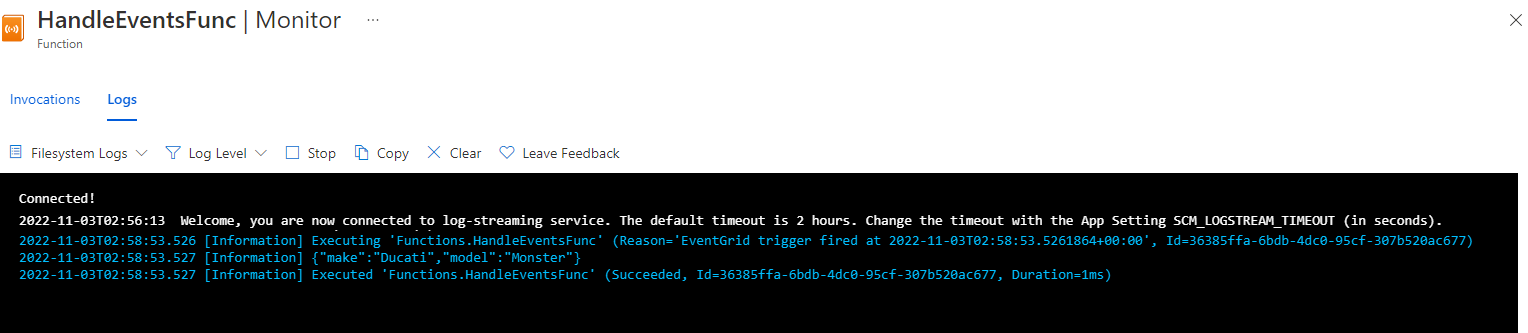 HandleEventsFunc | Monitor ...
Function
Invocations Logs
Filesystem Logs Log Level Stop Copy Clear Leave Feedback
Connected!
2022-11-03T02:56:13 Welcome, you are now connected to log-streaming service. The default timeout is 2 hours. Change the timeout with the App Setting SCM_LOGSTREAM_TIMEOUT (in seconds).
2022-11-03T02:58:53.526 [Information] Executing 'Functions.HandleEventsFunc' (Reason='EventGrid trigger fired at 2022-11-03T02:58:53.5261864+00:00', Id=36385ffa-6bdb-4dc0-95cf-307b520ac677)
2022-11-03T02:58:53.527 [Information] {"make":"Ducati","model":"Monster"}
2022-11-03T02:58:53.527 [Information] Executed 'Functions.HandleEventsFunc' (Succeeded, Id=36385ffa-6bdb-4dc0-95cf-307b520ac677, Duration=1ms)